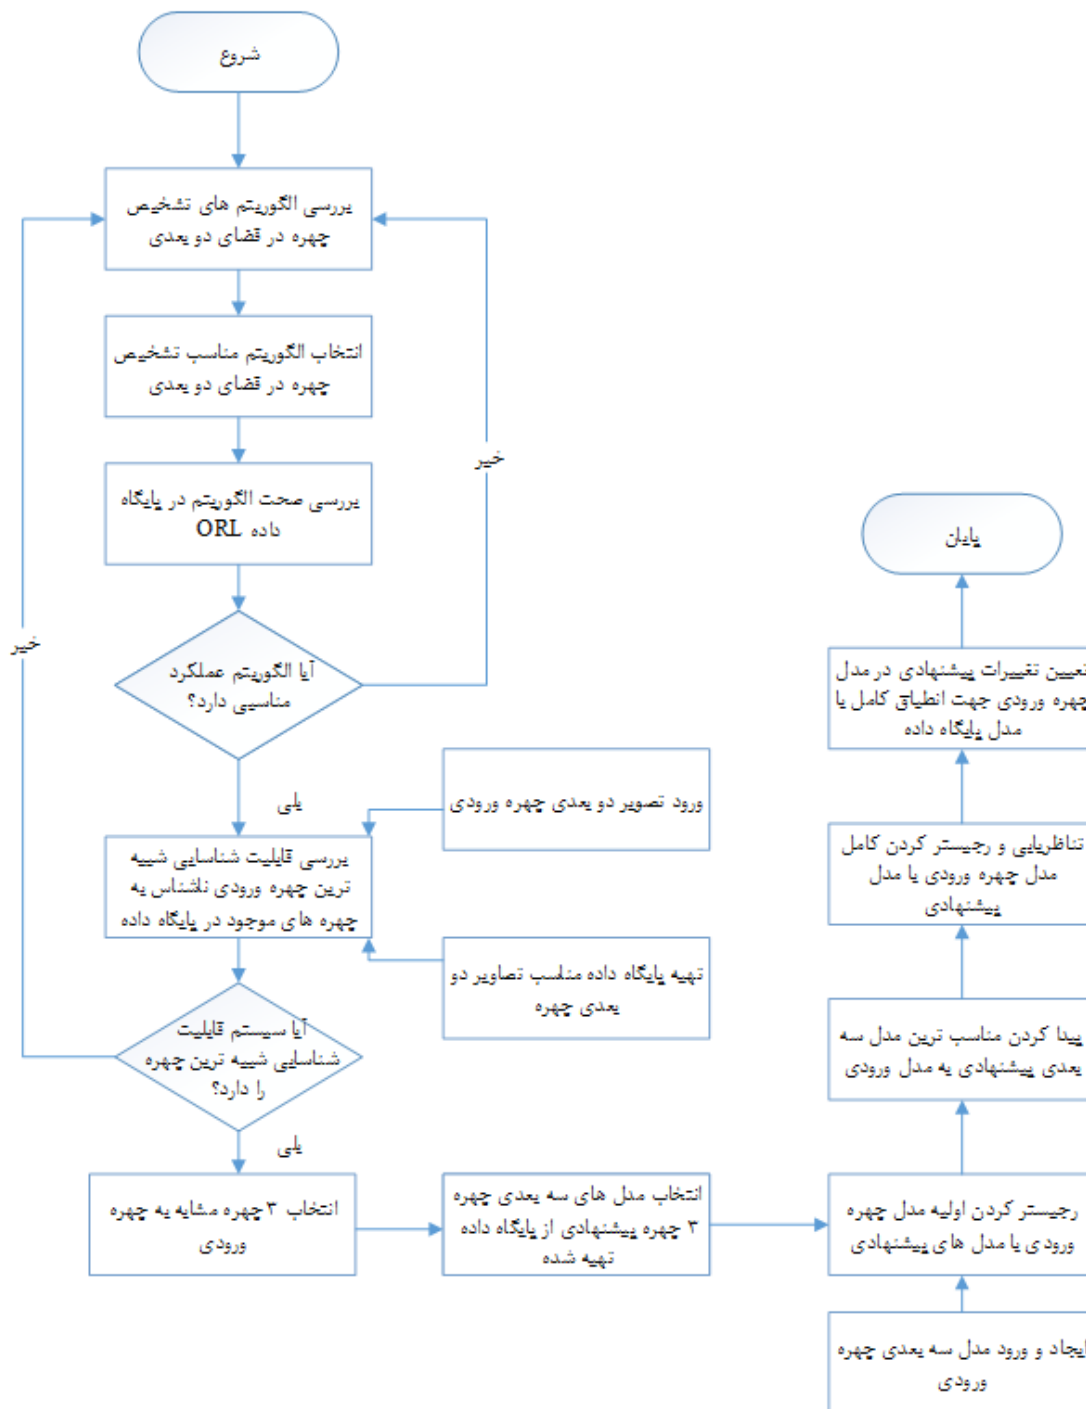 شروع
بررسی الگوریتم های تشخیص
چهره در فضای دو بعدی
انتخاب الگوریتم مناسب تشخیص
چهره در فضای دو بعدی
بررسی صحت الگوریتم در پایگاه
داده ORL
خیر
آیا الگوریتم عملکرد
مناسبی دارد؟
خیر
بلی
ورود تصویر دو بعدی چهره ورودی
بررسی قابلیت شناسایی شبیه
ترین چهره ورودی ناشناس به
چهره های موجود در پایگاه داده
تهیه پایگاه داده مناسب تصاویر دو
بعدی چهره
آیا سیستم قابلیت
شناسایی شبیه ترین چهره
را دارد؟
بلی
انتخاب ۳ چهره مشابه به چهره
ورودی
انتخاب مدل های سه بعدی چهره
۳ چهره پیشنهادی از پایگاه داده
تهیه شده
رجیستر کردن اولیه مدل چهره
ورودی با مدل های پیشنهادی
ایجاد و ورود مدل سه بعدی چهره
ورودی
پیدا کردن مناسب ترین مدل سه
بعدی پیشنهادی به مدل ورودی
تناظریابی و رجیستر کردن کامل
مدل چهره ورودی با مدل
پیشنهادی
تعیین تغییرات پیشنهادی در مدل
چهره ورودی جهت انطباق کامل با
مدل پایگاه داده
پایان